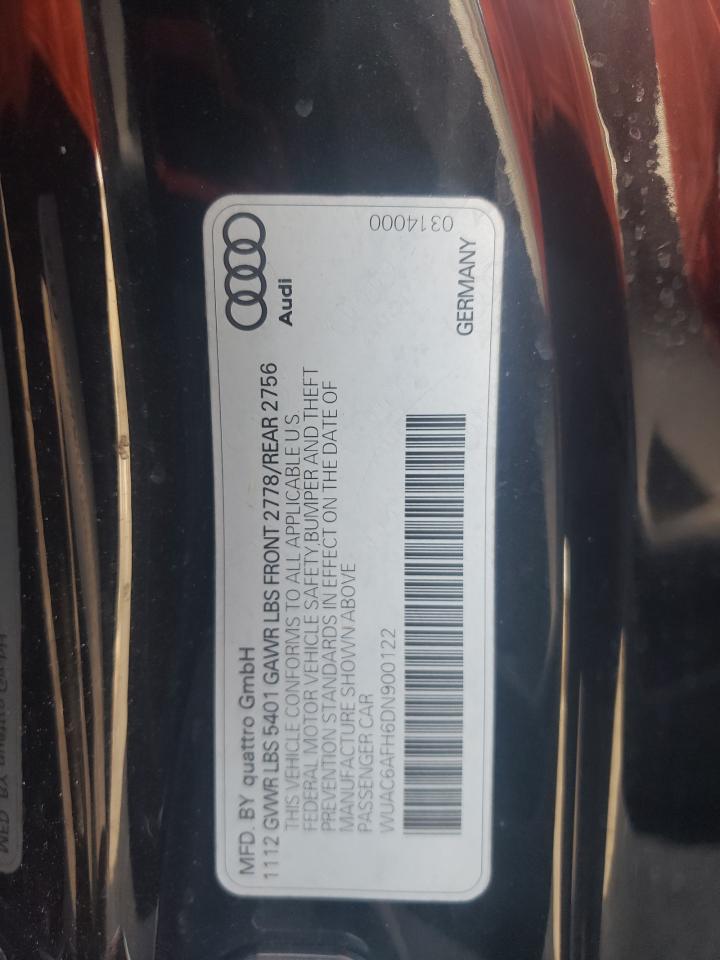 Audi
0314000
MFD. BY quattro GmbH
1112 GVWR LBS 5401 GAWR LBS FRONT 2778/REAR 2756
THIS VEHICLE CONFORMS TO ALL APPLICABLE U S
FEDERAL MOTOR VEHICLE SAFETY,BUMPER AND THEFT
PREVENTION STANDARDS IN EFFECT ON THE DATE OF
MANUFACTURE SHOWN ABOVE
PASSENGER CAR
WUAC6AFH6DN900122
GERMANY